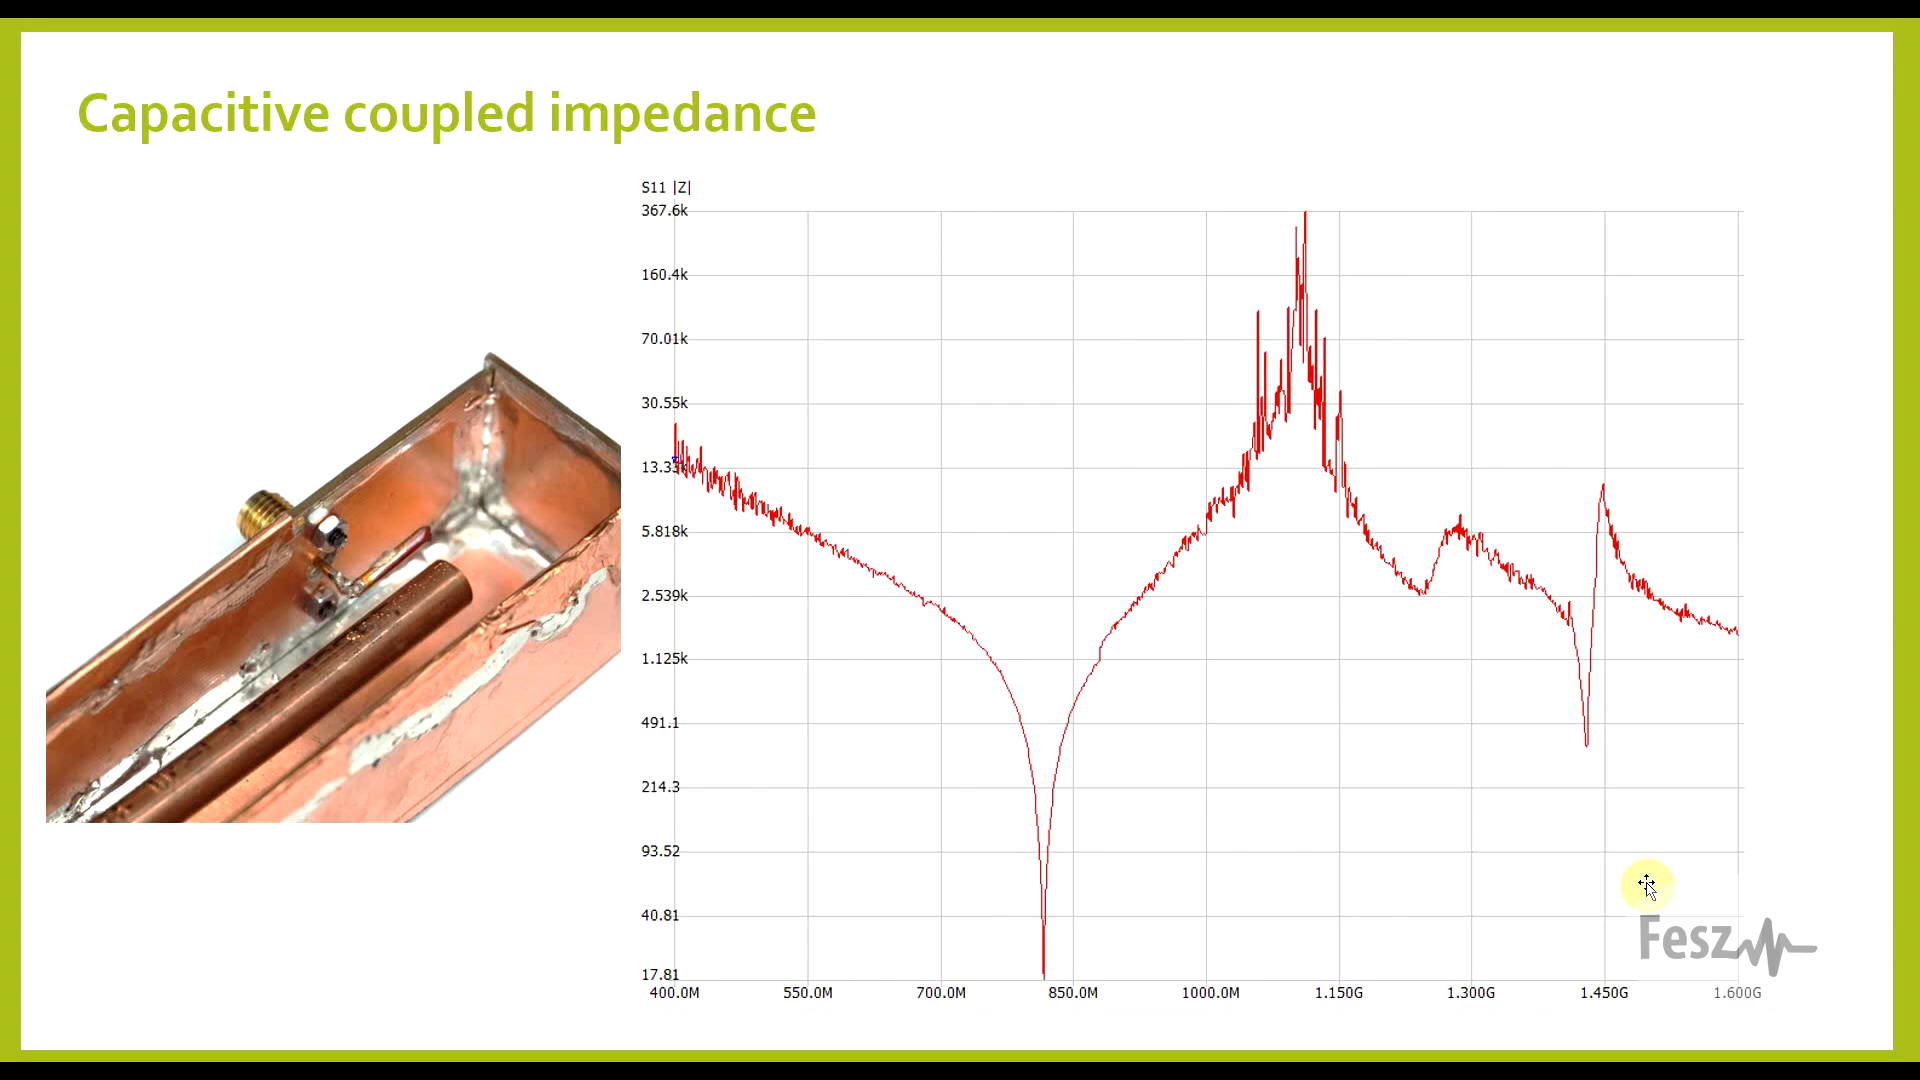 Capacitive coupled impedance
S11 |Z|
367.6k
160.4k
70.01k
30.55k
5.818k
2.539k
1.125k
491.1
214.3
93.52
40.81
17.81
400.0M 550.0M 700.0M 850.0M 1000.0M 1.150G 1.300G 1.450G 1.600G
Fesz